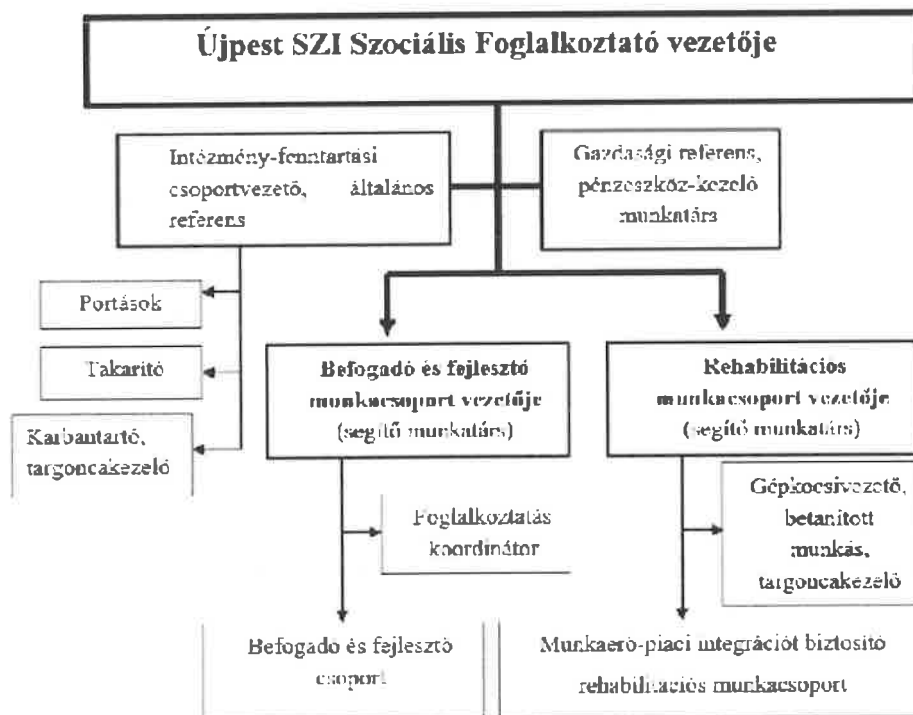 Újpest SZI Szociális Foglalkoztató vezetője
Intézmény-fenntartási
csoportvezető, általános
referens
Gazdasági referens,
pénzeszköz-kezelő
munkatárs
Portások
Takarító
Karbantartó,
targoncakezelő
Befogadó és fejlesztő
munkacsoport vezetője
(segítő munkatárs)
Rehabilitációs
munkacsoport vezetője
(segítő munkatárs)
Foglalkoztatás
koordinátor
Gépkocsivezető,
betanított
munkás,
targoncakezelő
Befogadó és fejlesztő
csoport
Munkaerő-piaci integrációt biztosító
rehabilitációs munkacsoport